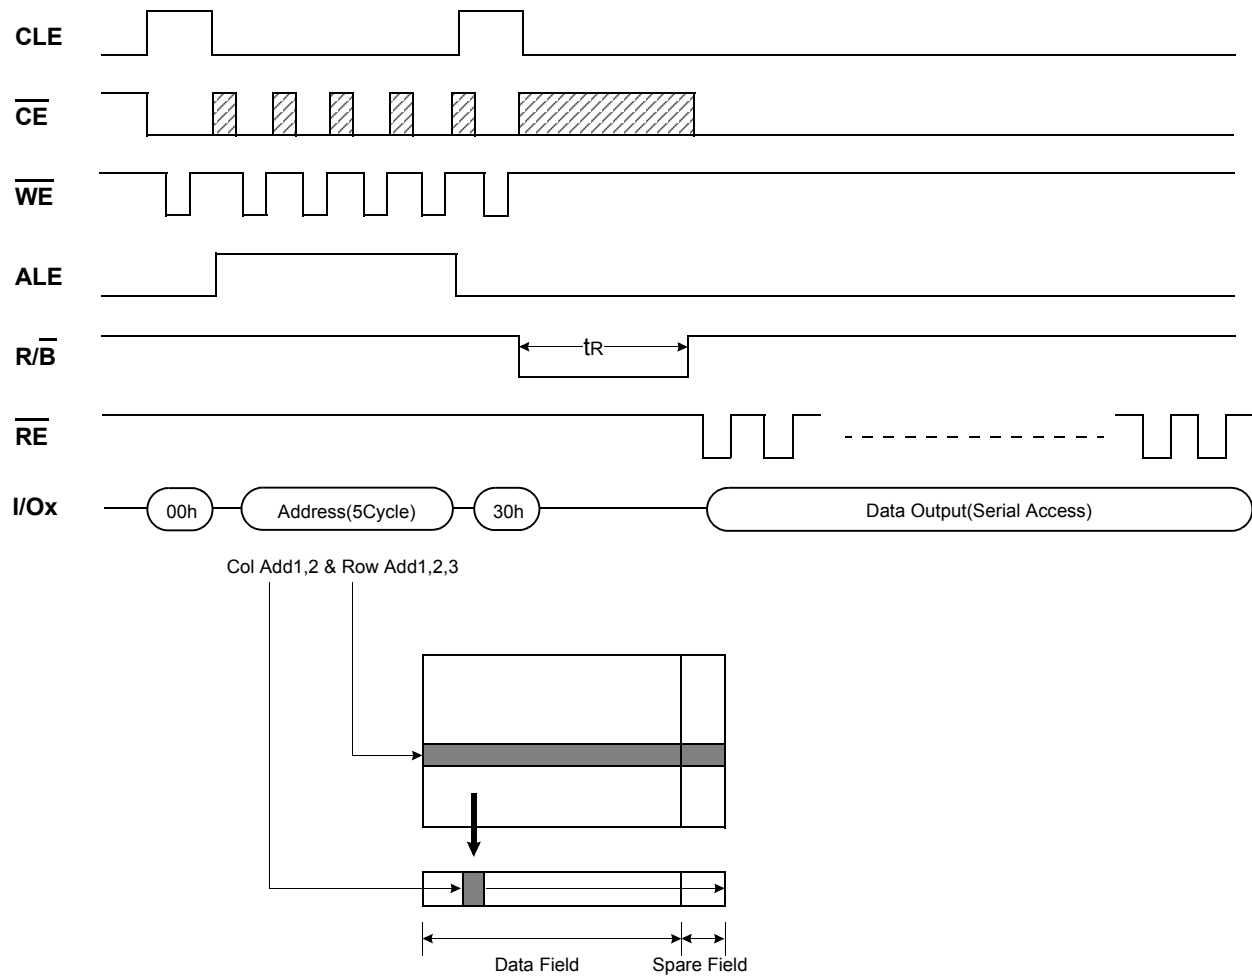 CLE
CE
WE
ALE
R/B
tR
RE
I/Ox
00h
Address(5Cycle)
30h
Data Output(Serial Access)
Col Add1,2 & Row Add1,2,3
Data Field
Spare Field